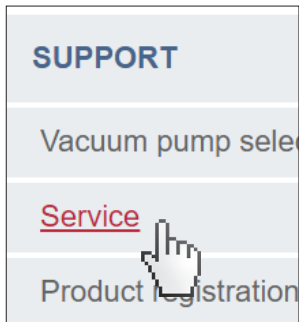 SUPPORT
Vacuum pump selec
Service
Product registration